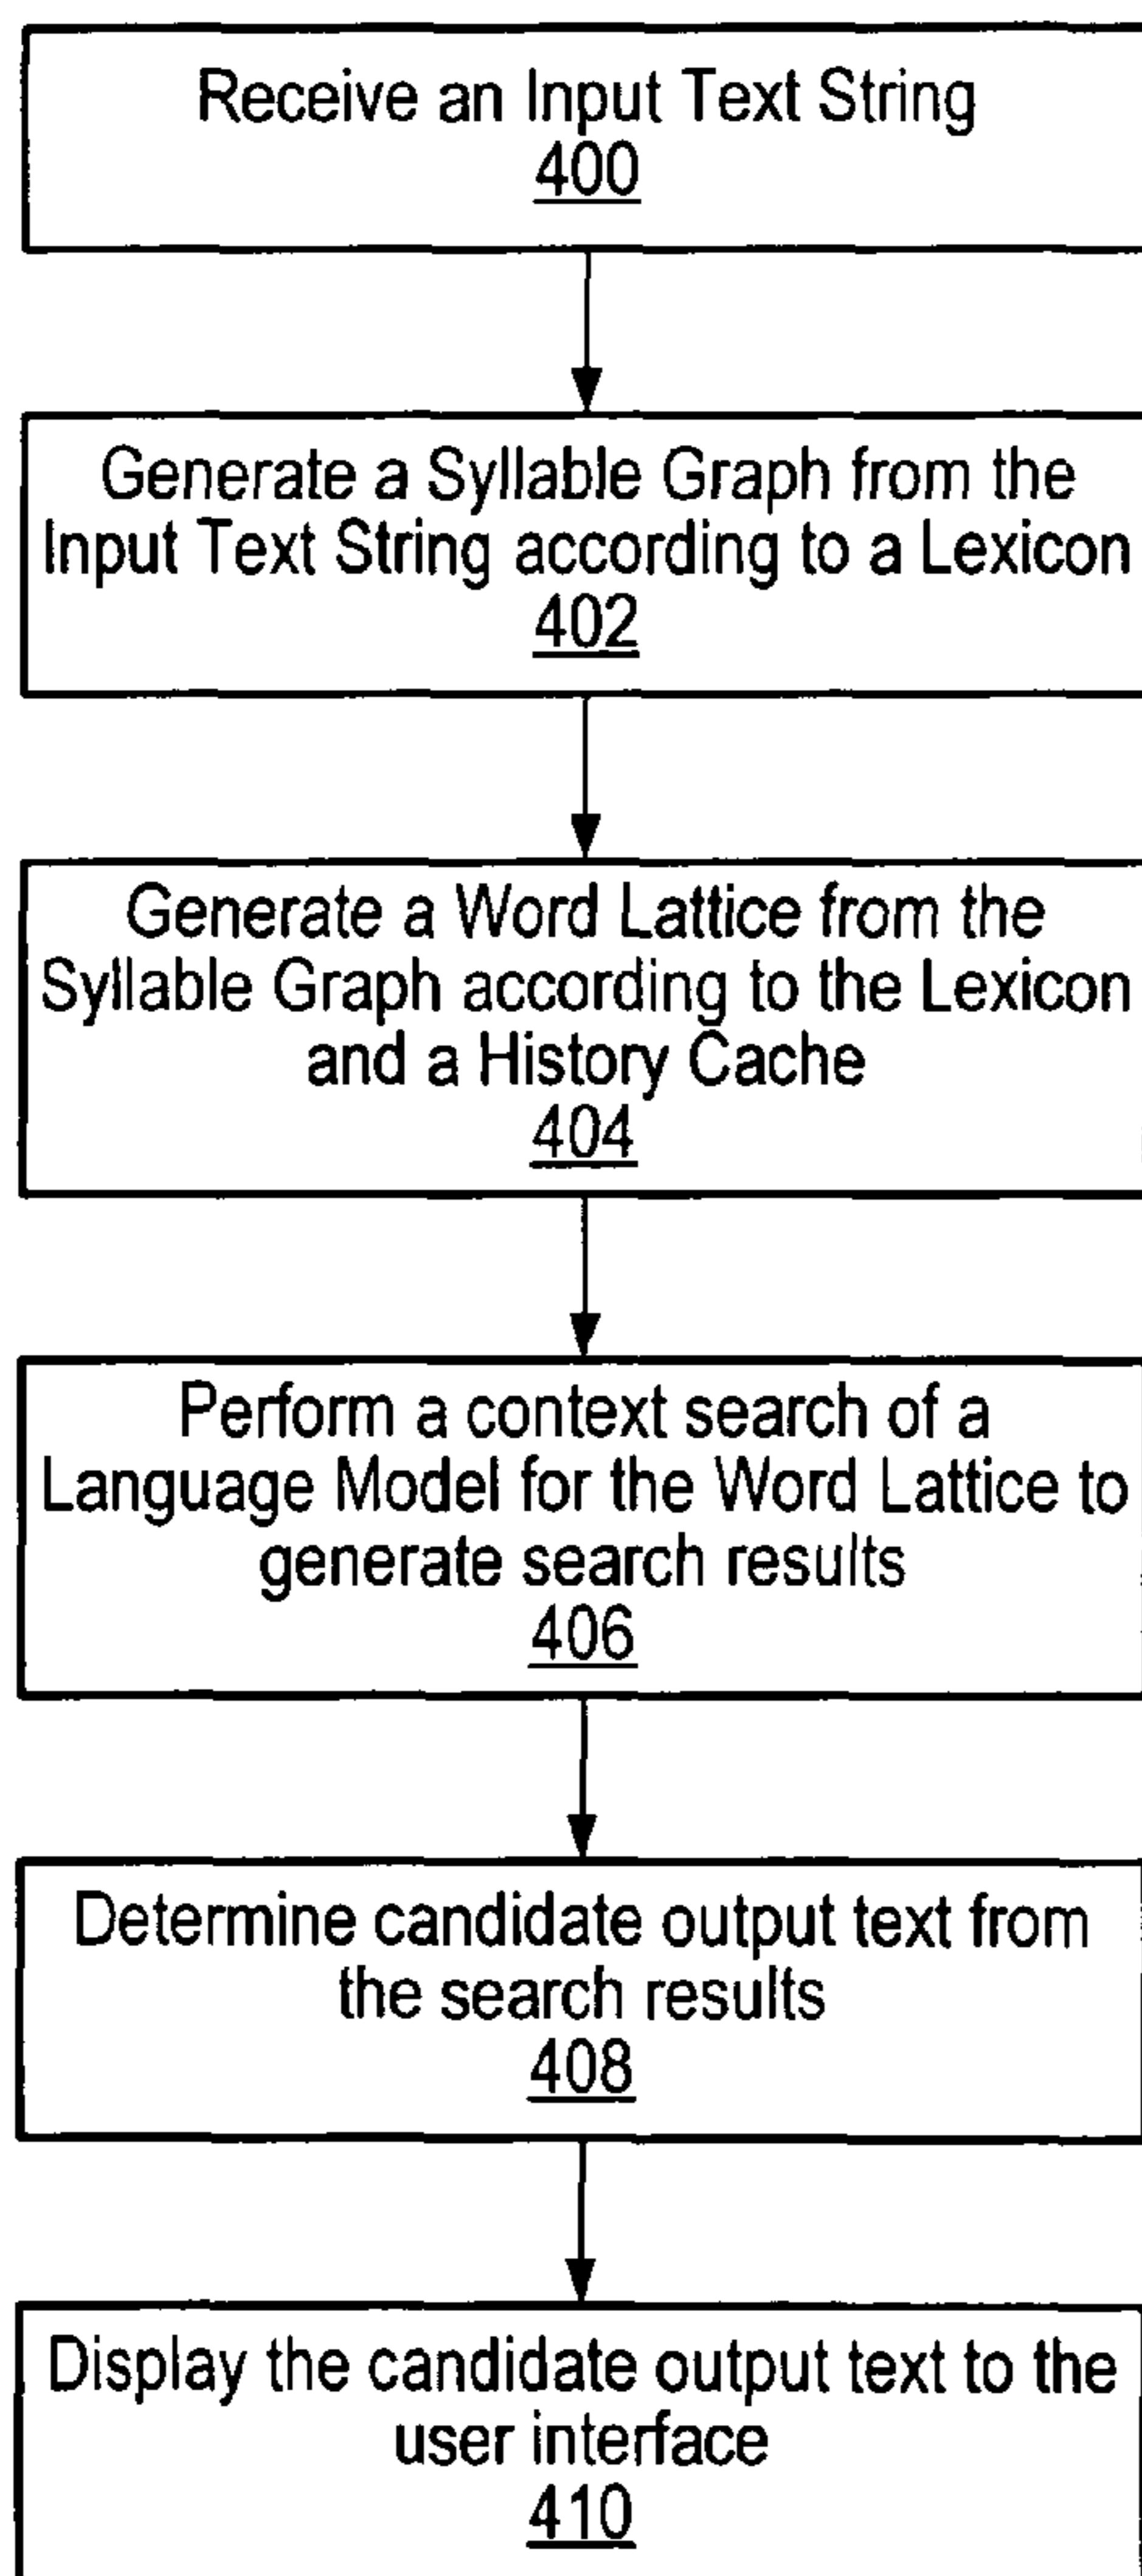 Receive an Input Text String
400
Generate a Syllable Graph from the
Input Text String according to a Lexicon
402
Generate a Word Lattice from the
Syllable Graph according to the Lexicon
and a History Cache
404
Perform a context search of a
Language Model for the Word Lattice to
generate search results
406
Determine candidate output text from
the search results
408
Display the candidate output text to the
user interface
410